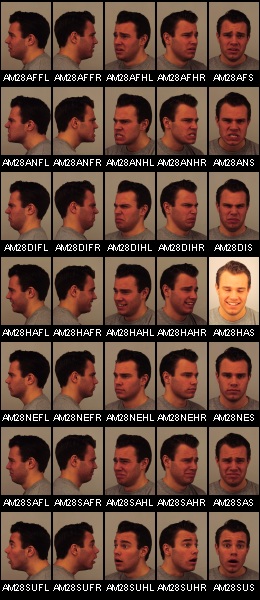 AM28AFFL AM28AFFR AM28AFHL AM28AFHR AM28AFS
AM28ANFL AM28ANFR AM28ANHL AM28ANHR AM28ANS
AM28DIFL AM28DIFR AM28DIHL AM28DIHR AM28DIS
AM28HAFL AM28HAFR AM28HAHL AM28HAHR AM28HAS
AM28NEFL AM28NEFR AM28NEHL AM28NEHR AM28NES
AM28SAFL AM28SAFR AM28SAHL AM28SAHR AM28SAS
AM28SUFL AM28SUFR AM28SUHL AM28SUHR AM28SUS